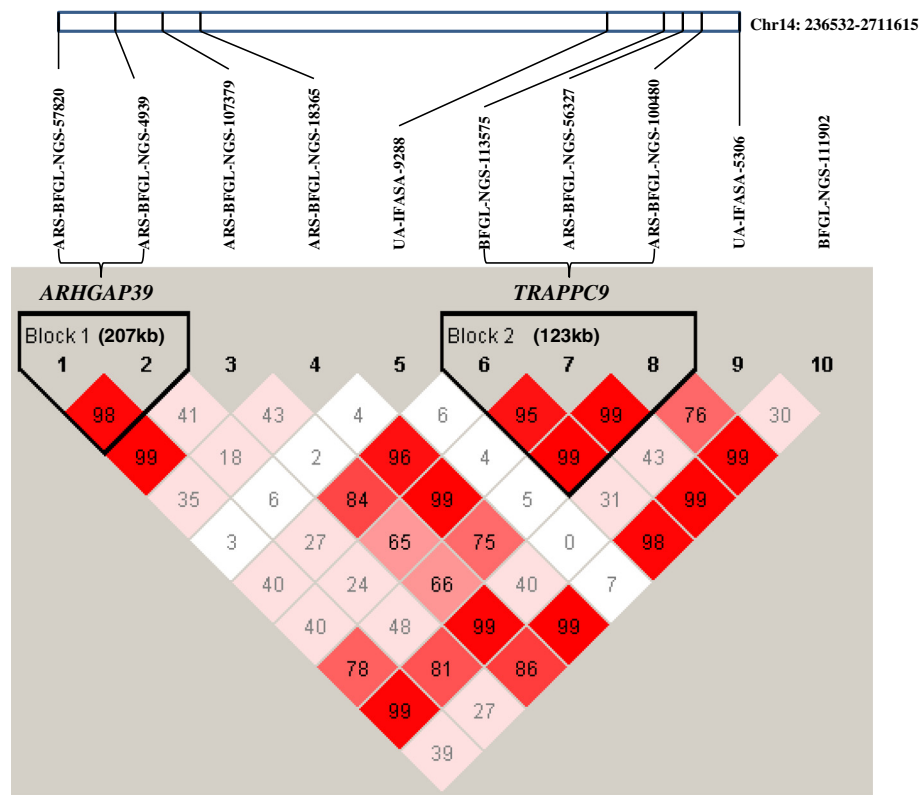 Chr14: 236532-2711615
ARS-BFGL-NGS-57820
ARS-BFGL-NGS-4939
ARS-BFGL-NGS-107379
ARS-BFGL-NGS-18365
UA-IFASA-9288
BFGL-NGS-113575
ARS-BFGL-NGS-56327
ARS-BFGL-NGS-100480
UA-IFASA-5306
BFGL-NGS-111902
ARHGAP39 TRAPPC9
Block 1 (207kb) Block 2 (123kb)
1 2 3 4 5 6 7 8 9 10
98 41 43 4 6 95 99 76 30
99 18 2 96 4 99 43 99
35 6 84 99 5 31 99
3 27 65 75 0 98
40 24 66 40 7
40 48 99 99
78 81 86
99 27
39